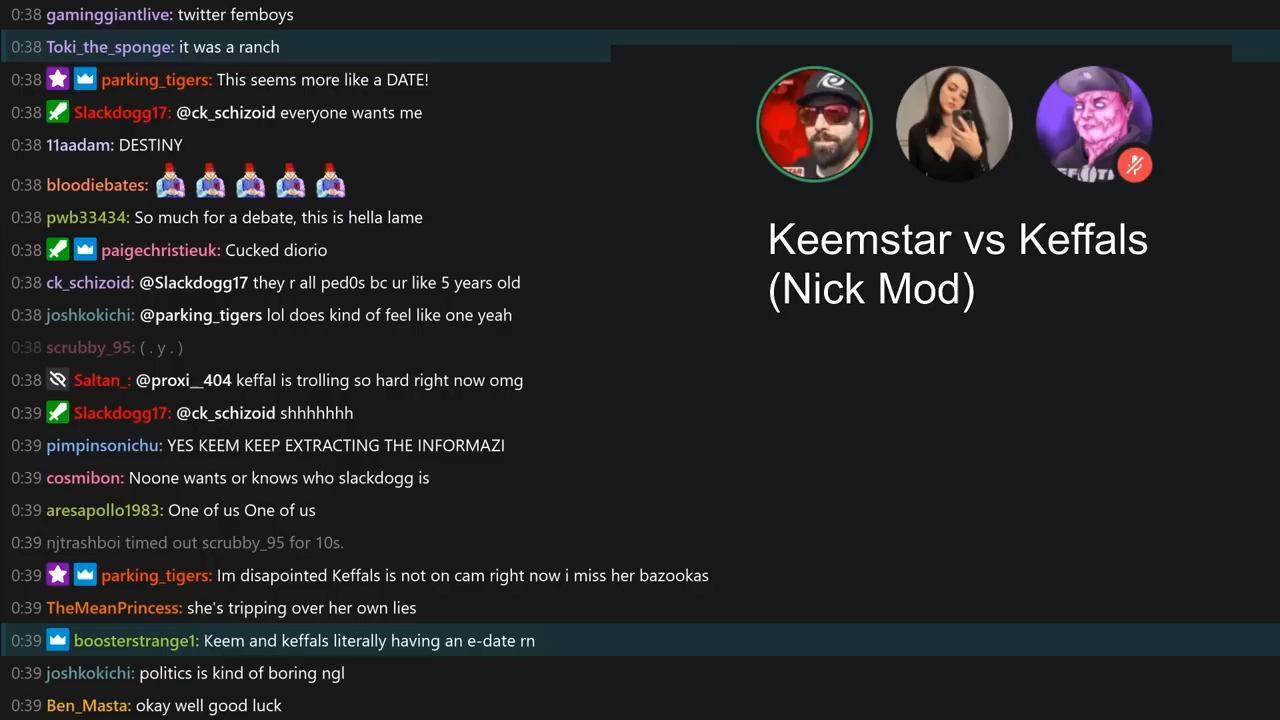 0:38 gaminggiantlive: twitter femboys
0:38 Toki_the_sponge: it was a ranch
0:38 parking_tigers: This seems more like a DATE!
0:38 Slackdogg17: @ck_schizoid everyone wants me
0:38 11aadam: DESTINY
0:38 bloodiebates:
0:38 pwb33434: So much for a debate, this is hella lame
0:38 paigechristieuk: Cucked diorio
0:38 ck_schizoid: @Slackdogg17 they r all ped0s bc ur like 5 years old
0:38 joshkokichi: @parking_tigers lol does kind of feel like one yeah
0:38 scrubby_95: ( . y . )
0:38 Saltan_: @proxi__404 keffal is trolling so hard right now omg
0:39 Slackdogg17: @ck_schizoid shhhhhhh
0:39 pimpinsonichu: YES KEEM KEEP EXTRACTING THE INFORMAZI
0:39 cosmibon: Noone wants or knows who slackdogg is
0:39 aresapollo1983: One of us One of us
0:39 njtrashboi timed out scrubby_95 for 10s.
0:39 parking_tigers: Im disapointed Keffals is not on cam right now i miss her bazookas
0:39 TheMeanPrincess: she's tripping over her own lies
0:39 boosterstrange1: Keem and keffals literally having an e-date rn
0:39 joshkokichi: politics is kind of boring ngl
0:39 Ben_Masta: okay well good luck
Keemstar vs Keffals
(Nick Mod)